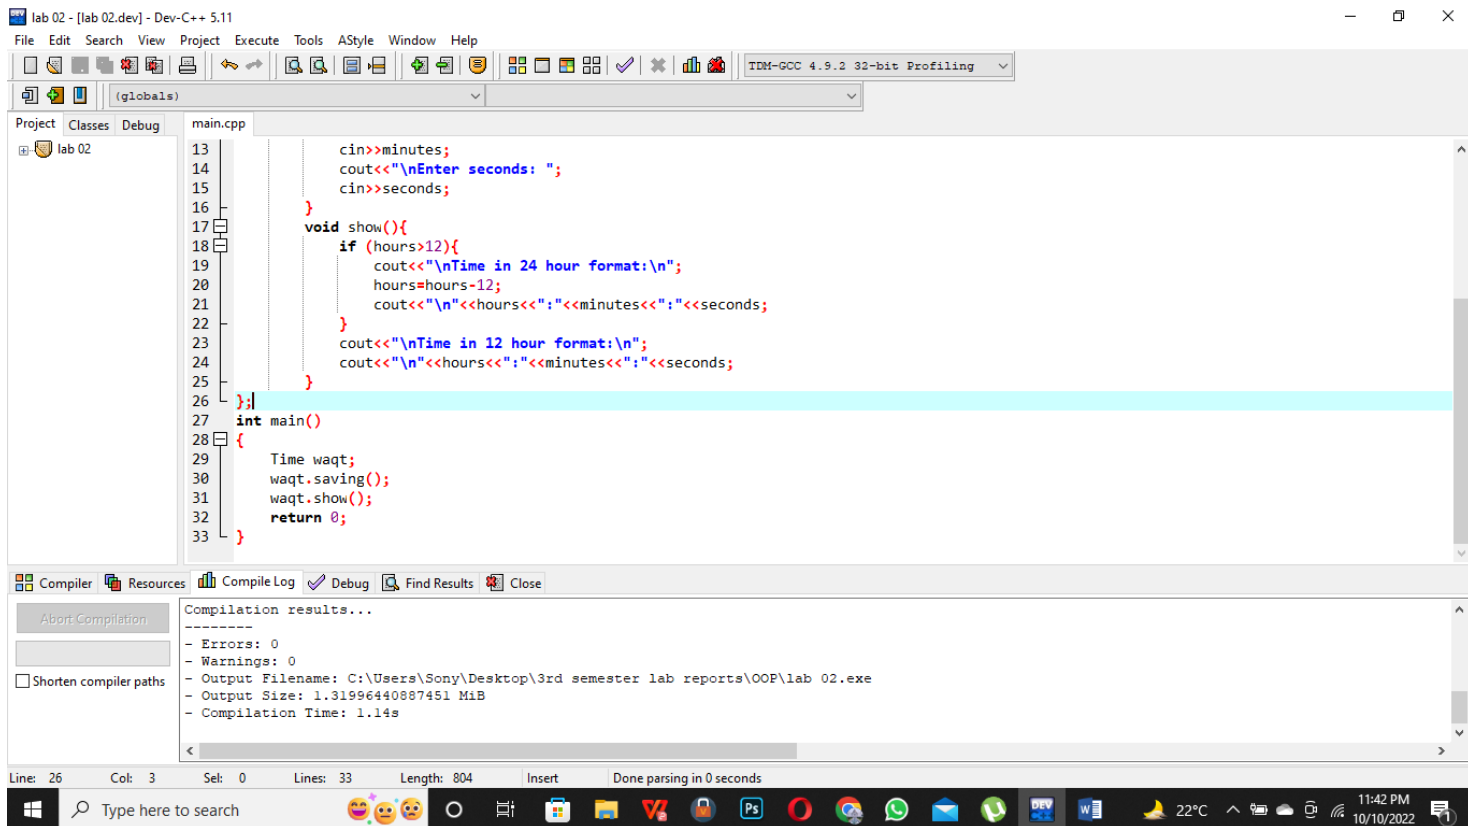 lab 02 - [lab 02.dev] - Dev-C++ 5.11
File Edit Search View Project Execute Tools AStyle Window Help
TDM-GCC 4.9.2 32-bit Profiling
(globals)
Project Classes Debug main.cpp
lab 02
13 cin>>minutes;
14 cout<<"\nEnter seconds: ";
15 cin>>seconds;
16 }
17 void show(){
18 if (hours>12){
19 cout<<"\nTime in 24 hour format:\n";
20 hours=hours-12;
21 cout<<"\n"<<hours<<":"<<minutes<<":"<<seconds;
22 }
23 cout<<"\nTime in 12 hour format:\n";
24 cout<<"\n"<<hours<<":"<<minutes<<":"<<seconds;
25 }
26 };
27 int main()
28 {
29 Time waqt;
30 waqt.saving();
31 waqt.show();
32 return 0;
33 }
Compiler Resources Compile Log Debug Find Results Close
Abort Compilation
Shorten compiler paths
Compilation results...
--------
- Errors: 0
- Warnings: 0
- Output Filename: C:\Users\Sony\Desktop\3rd semester lab reports\OOP\lab 02.exe
- Output Size: 1.31996440887451 MiB
- Compilation Time: 1.14s
Line: 26 Col: 3 Sel: 0 Lines: 33 Length: 804 Insert Done parsing in 0 seconds
Type here to search
Ps
DEV
W
22°C
11:42 PM
10/10/2022
1